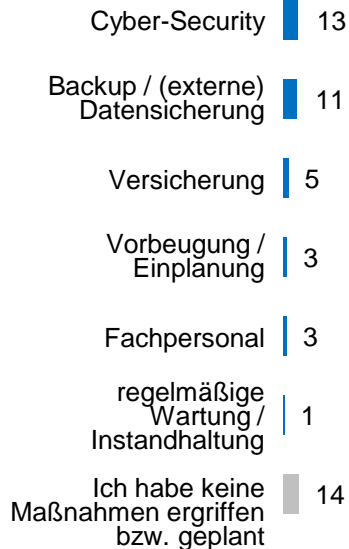 Cyber-Security 13
Backup / (externe)
Datensicherung 11
Versicherung 5
Vorbeugung /
Einplanung 3
Fachpersonal 3
regelmäßige
Wartung /
Instandhaltung 1
Ich habe keine
Maßnahmen ergriffen
bzw. geplant 14